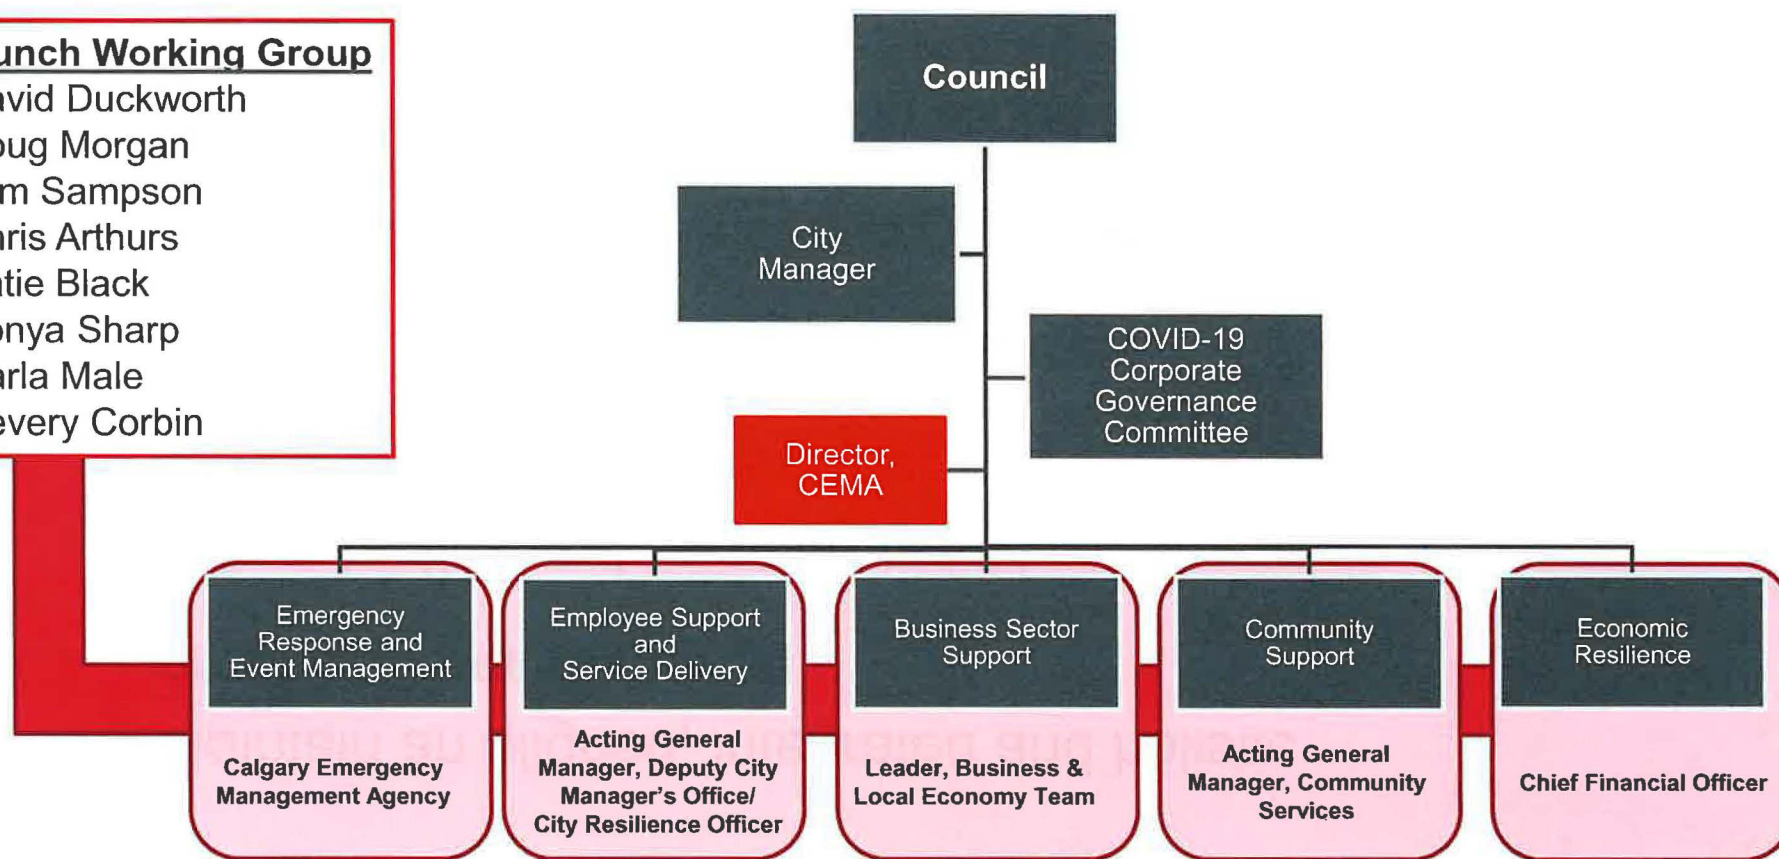 unch Working Group
avid Duckworth
oug Morgan
m Sampson
hris Arthurs
atie Black
onya Sharp
arla Male
every Corbin
Council
City
Manager
COVID-19
Corporate
Governance
Committee
Director,
CEMA
Emergency
Response and
Event Management
Calgary Emergency
Management Agency
Employee Support
and
Service Delivery
Acting General
Manager, Deputy City
Manager's Office/
City Resilience Officer
Business Sector
Support
Leader, Business &
Local Economy Team
Community
Support
Acting General
Manager, Community
Services
Economic
Resilience
Chief Financial Officer